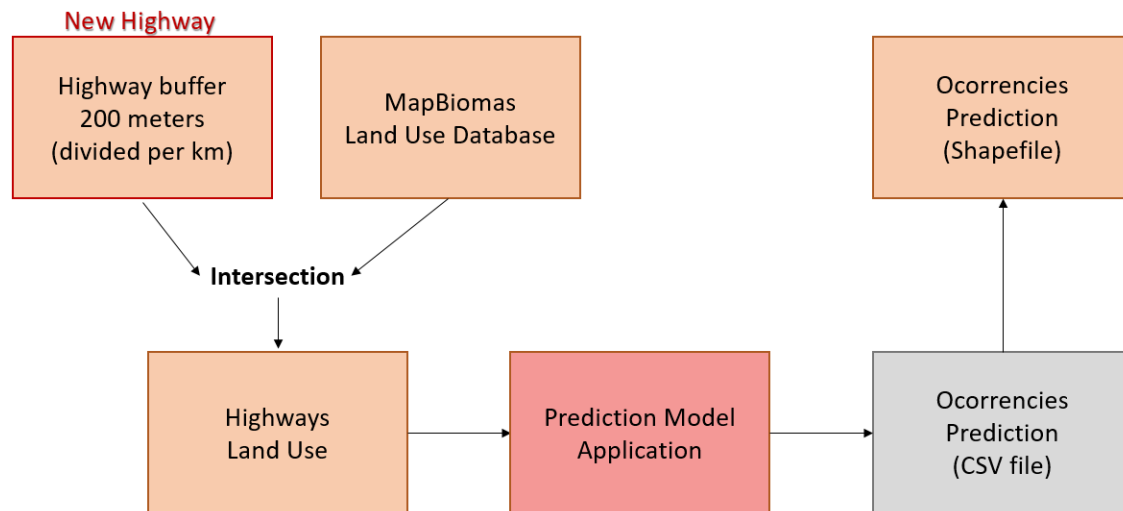 New Highway
Highway buffer
200 meters
(divided per km)
MapBiomas
Land Use Database
Ocorrencies
Prediction
(Shapefile)
Intersection
Highways
Land Use
Prediction Model
Application
Ocorrencies
Prediction
(CSV file)